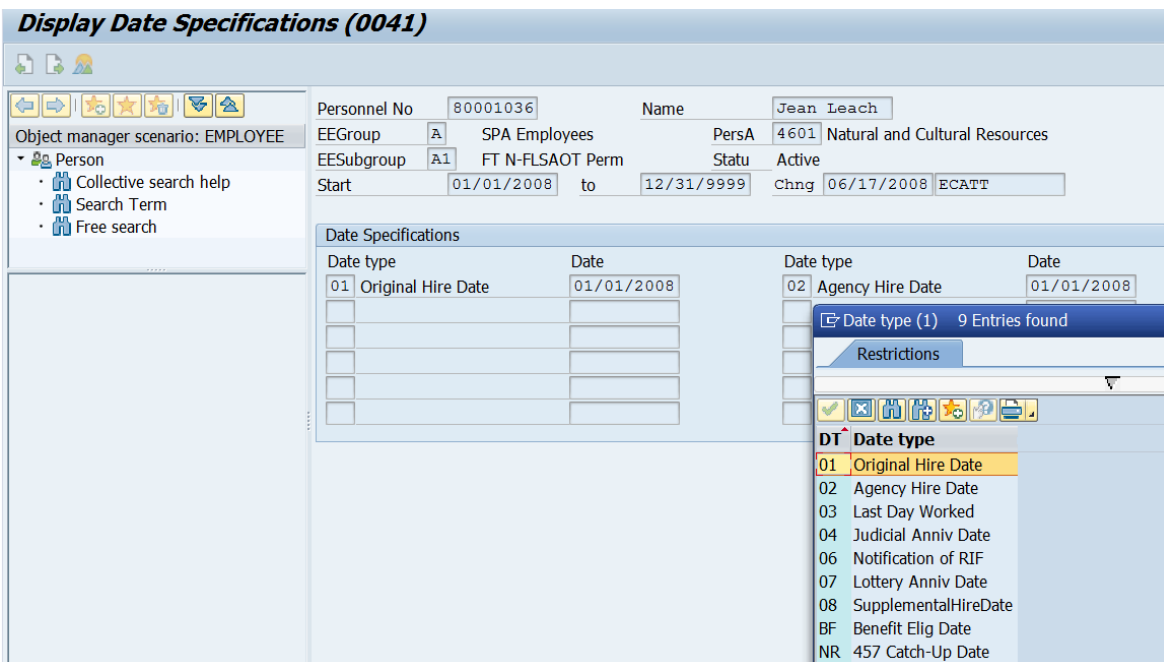 Display Date Specifications (0041)
Object manager scenario: EMPLOYEE
Person
Collective search help
Search Term
Free search
Personnel No 80001036 Name Jean Leach
EEGroup A SPA Employees PersA 4601 Natural and Cultural Resources
EESubgroup A1 FT N-FLSAOT Perm Statu Active
Start 01/01/2008 to 12/31/9999 Chng 06/17/2008 ECATT
Date Specifications
Date type Date Date type Date
01 Original Hire Date 01/01/2008 02 Agency Hire Date 01/01/2008
Date type (1) 9 Entries found
Restrictions
DT Date type
01 Original Hire Date
02 Agency Hire Date
03 Last Day Worked
04 Judicial Anniv Date
06 Notification of RIF
07 Lottery Anniv Date
08 SupplementalHireDate
BF Benefit Elig Date
NR 457 Catch-Up Date